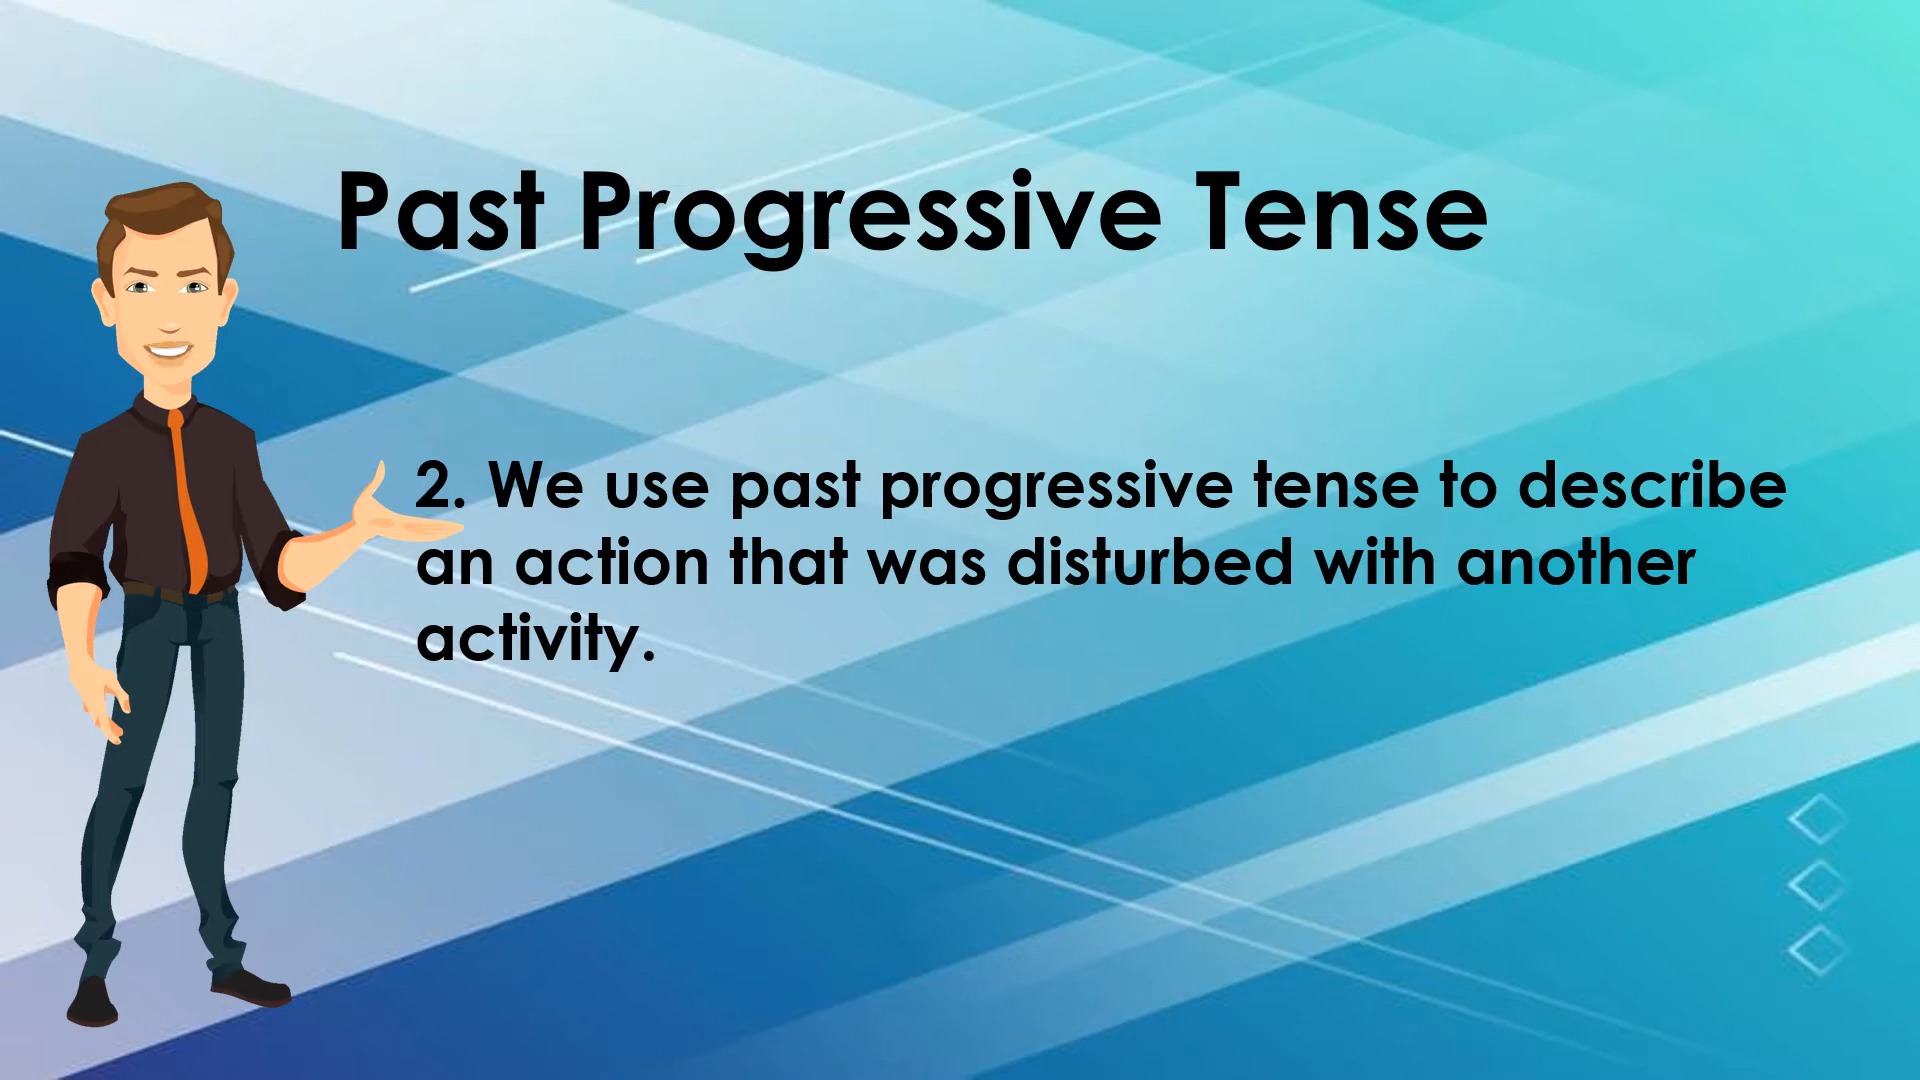 Past Progressive Tense
2. We use past progressive tense to describe
an action that was disturbed with another
activity.